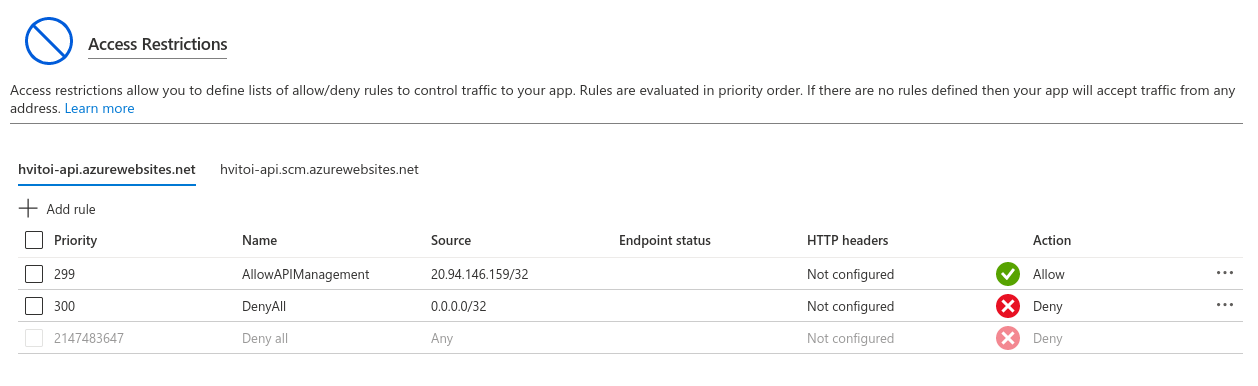 Access Restrictions
Access restrictions allow you to define lists of allow/deny rules to control traffic to your app. Rules are evaluated in priority order. If there are no rules defined then your app will accept traffic from any
address. Learn more
hvitoi-api.azurewebsites.net hvitoi-api.scm.azurewebsites.net
Add rule
Priority Name Source Endpoint status HTTP headers Action
299 AllowAPIManagement 20.94.146.159/32 Not configured Allow
300 DenyAll 0.0.0.0/32 Not configured Deny
2147483647 Deny all Any Not configured Deny